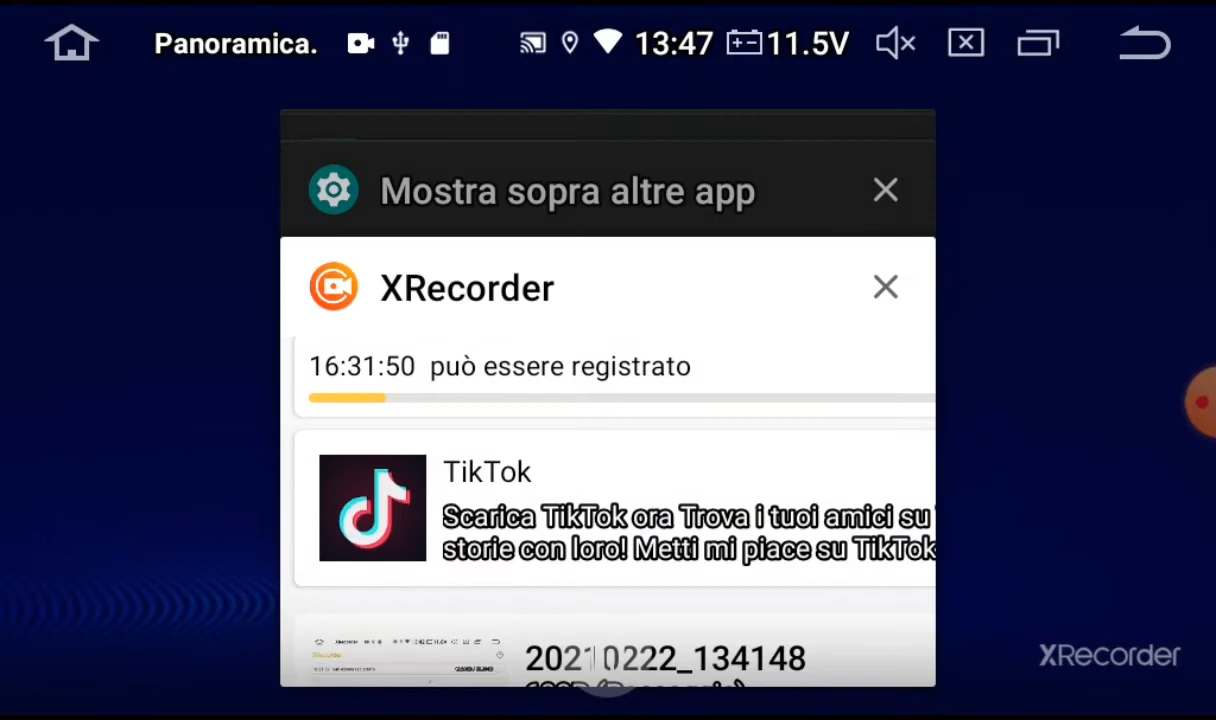 Panoramica. 13:47 11.5V
Mostra sopra altre app
XRecorder
16:31:50 può essere registrato
TikTok
Scarica TikTok ora Trova i tuoi amici su
storie con loro! Metti mi piace su TikTok
20210222_134148
XRecorder